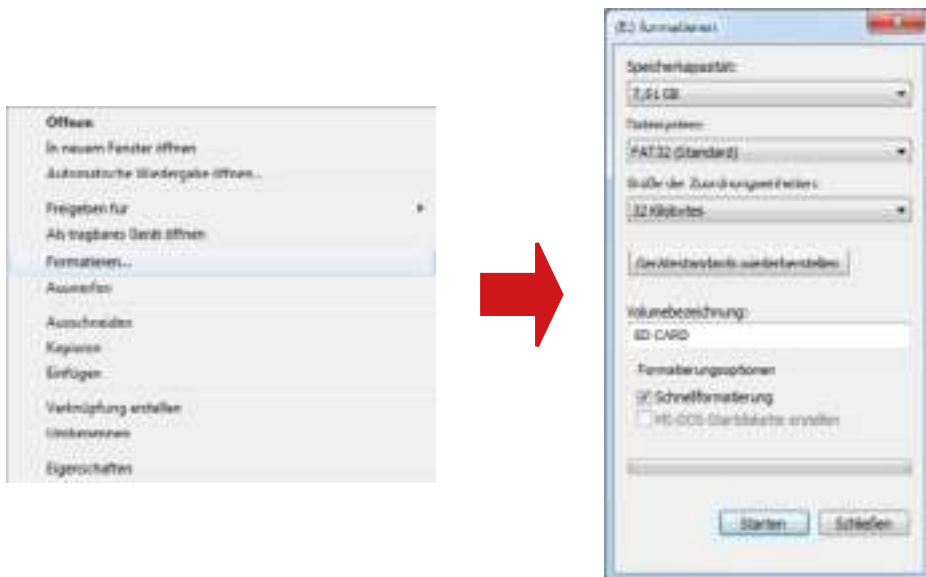 Öffnen
In neuem Fenster öffnen
Automatische Wiedergabe öffnen...
Freigeben für
Als tragbares Gerät öffnen
Formatieren...
Auswerfen
Ausschneiden
Kopieren
Einfügen
Verknüpfung erstellen
Umbenennen
Eigenschaften
(E:) formatieren
Speicherkapazität:
7,61 GB
Dateisystem:
FAT32 (Standard)
Größe der Zuordnungseinheiten:
32 Kilobytes
Gerätestandards wiederherstellen
Volumebezeichnung:
SD CARD
Formatierungsoptionen
Schnellformatierung
MS-DOS-Startdiskette erstellen
Starten
Schließen